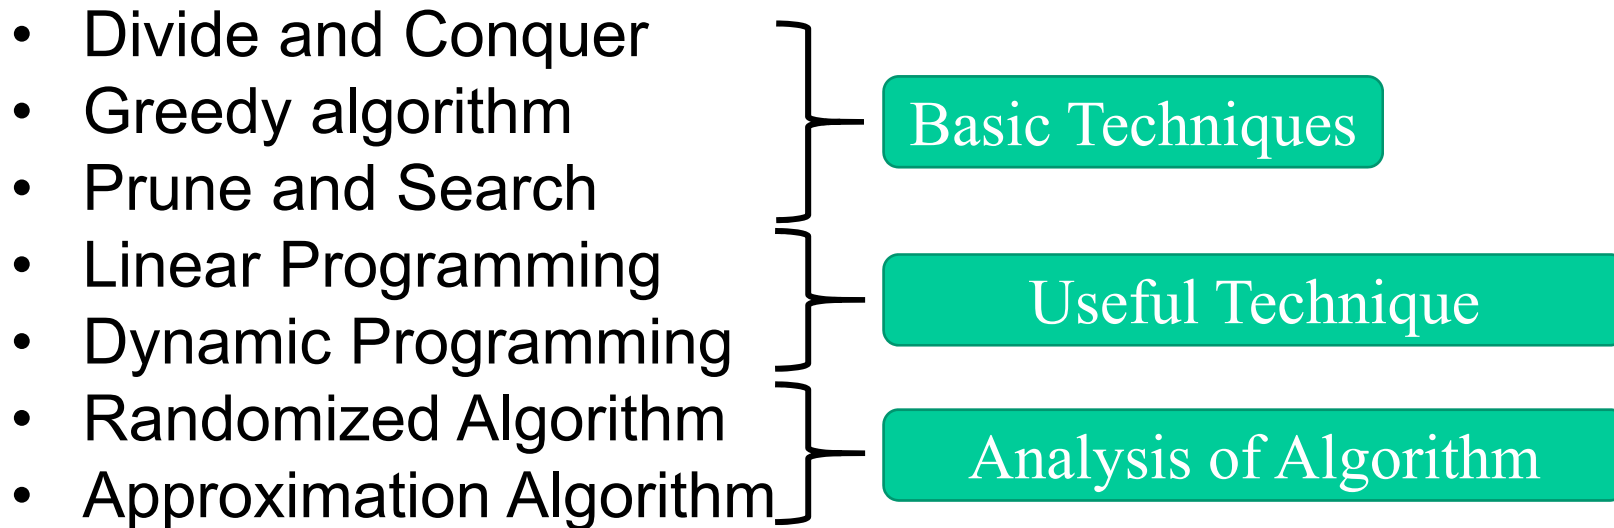 • Divide and Conquer
• Greedy algorithm
• Prune and Search
• Linear Programming
• Dynamic Programming
• Randomized Algorithm
• Approximation Algorithm
Basic Techniques
Useful Technique
Analysis of Algorithm